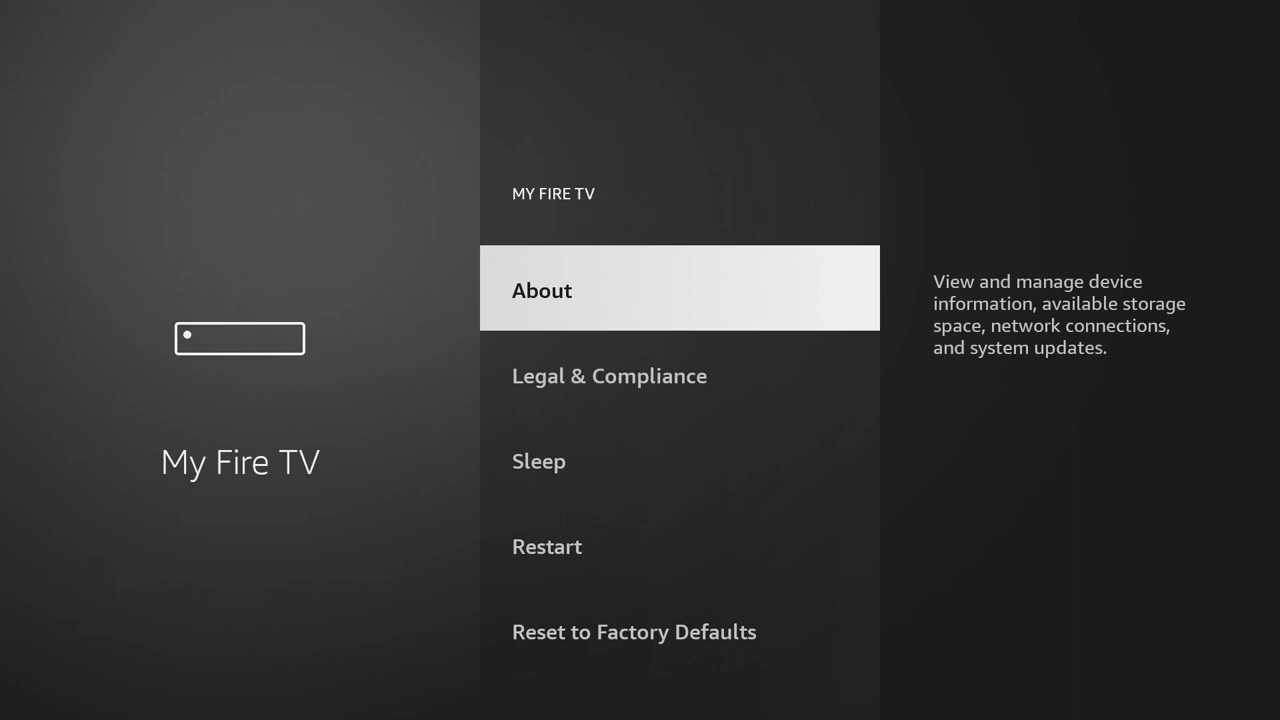 My Fire TV
MY FIRE TV
About
Legal & Compliance
Sleep
Restart
Reset to Factory Defaults
View and manage device
information, available storage
space, network connections,
and system updates.